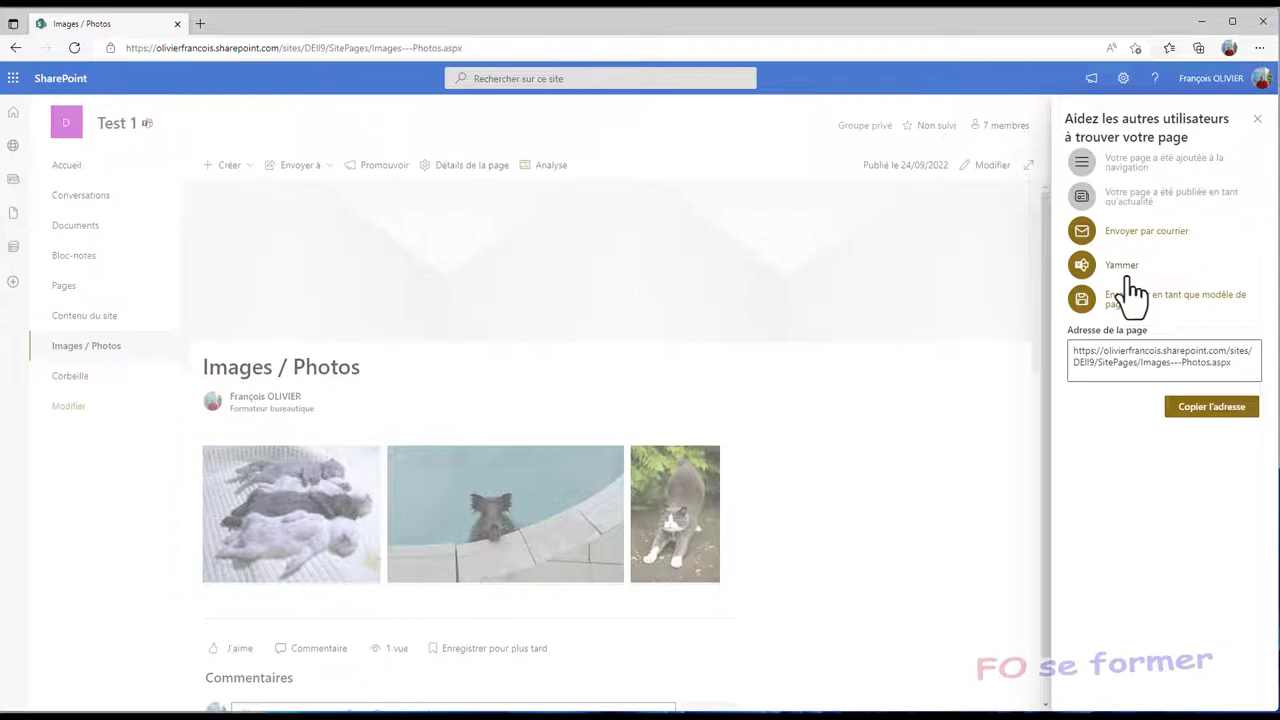 Images / Photos
https://olivierfrancois.sharepoint.com/sites/DEII9/SitePages/Images---Photos.aspx
SharePoint
Rechercher sur ce site
François OLIVIER
D
Test 1
Groupe privé
Non suivi
7 membres
Accueil
Conversations
Documents
Bloc-notes
Pages
Contenu du site
Images / Photos
Corbeille
Modifier
Créer
Envoyer à
Promouvoir
Détails de la page
Analyse
Publié le 24/09/2022
Modifier
Images / Photos
François OLIVIER
Formateur bureautique
J'aime
Commentaire
1 vue
Enregistrer pour plus tard
Commentaires
Aidez les autres utilisateurs
à trouver votre page
Votre page a été ajoutée à la
navigation
Votre page a été publiée en tant
qu'actualité
Envoyer par courrier
Yammer
en tant que modèle de
Adresse de la page
https://olivierfrancois.sharepoint.com/sites/
DEII9/SitePages/Images---Photos.aspx
Copier l'adresse
FO se former